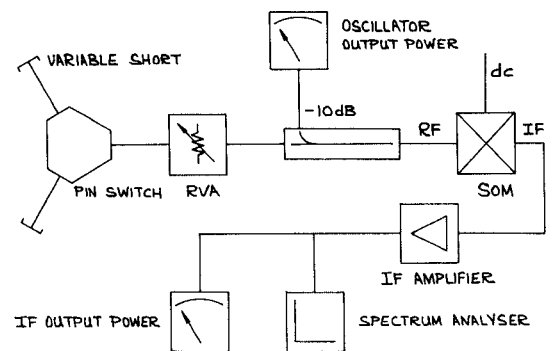 OSCILLATOR
OUTPUT POWER
VARIABLE SHORT
dc
-10dB
RF
IF
PIN SWITCH
RVA
SOM
IF AMPLIFIER
IF OUTPUT POWER
SPECTRUM ANALYSER